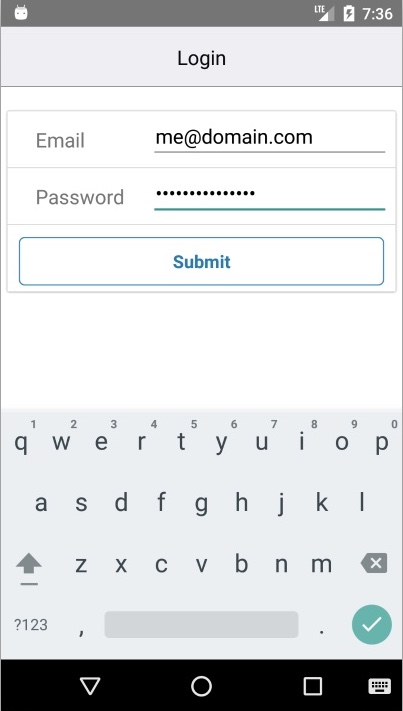 LTE 7:36
Login
Email me@domain.com
Password •••••••••••••••
Submit
1 2 3 4 5 6 7 8 9 0
q w e r t y u i o p
a s d f g h j k l
z x c v b n m
?123 , .